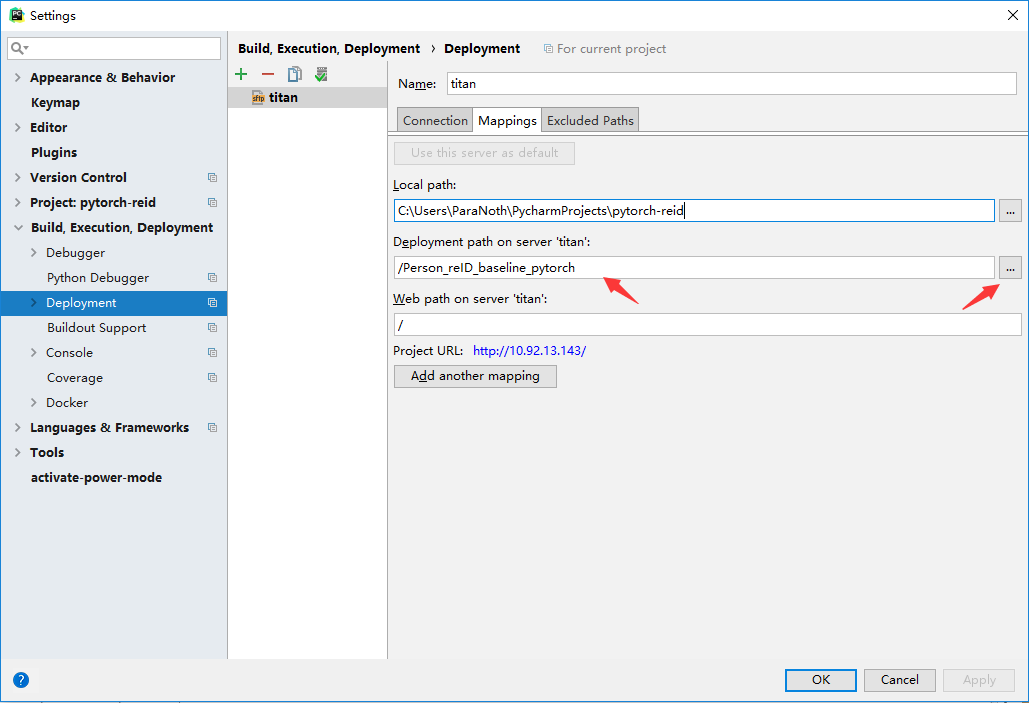 Settings
Build, Execution, Deployment › Deployment For current project
Appearance & Behavior
Keymap
Editor
Plugins
Version Control
Project: pytorch-reid
Build, Execution, Deployment
Debugger
Python Debugger
Deployment
Buildout Support
Console
Coverage
Docker
Languages & Frameworks
Tools
activate-power-mode
sftp titan
Name: titan
Connection Mappings Excluded Paths
Use this server as default
Local path:
C:\Users\ParaNoth\PycharmProjects\pytorch-reid ...
Deployment path on server 'titan':
/Person_reID_baseline_pytorch ...
Web path on server 'titan':
/
Project URL: http://10.92.13.143/
Add another mapping
? OK Cancel Apply